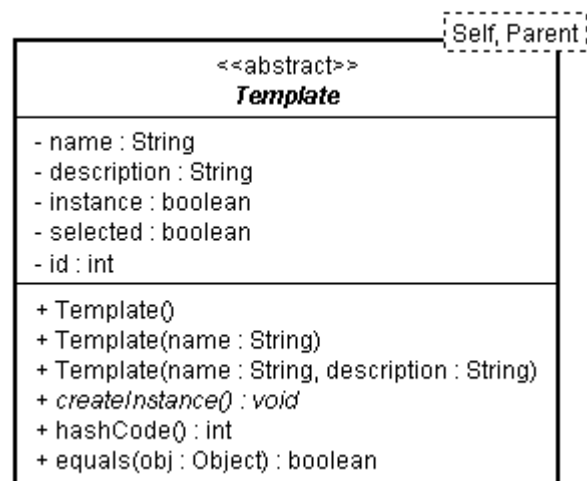 Self, Parent
<<abstract>>
Template
- name : String
- description : String
- instance : boolean
- selected : boolean
- id : int
+ Template()
+ Template(name : String)
+ Template(name : String, description : String)
+ createInstance() : void
+ hashCode() : int
+ equals(obj : Object) : boolean